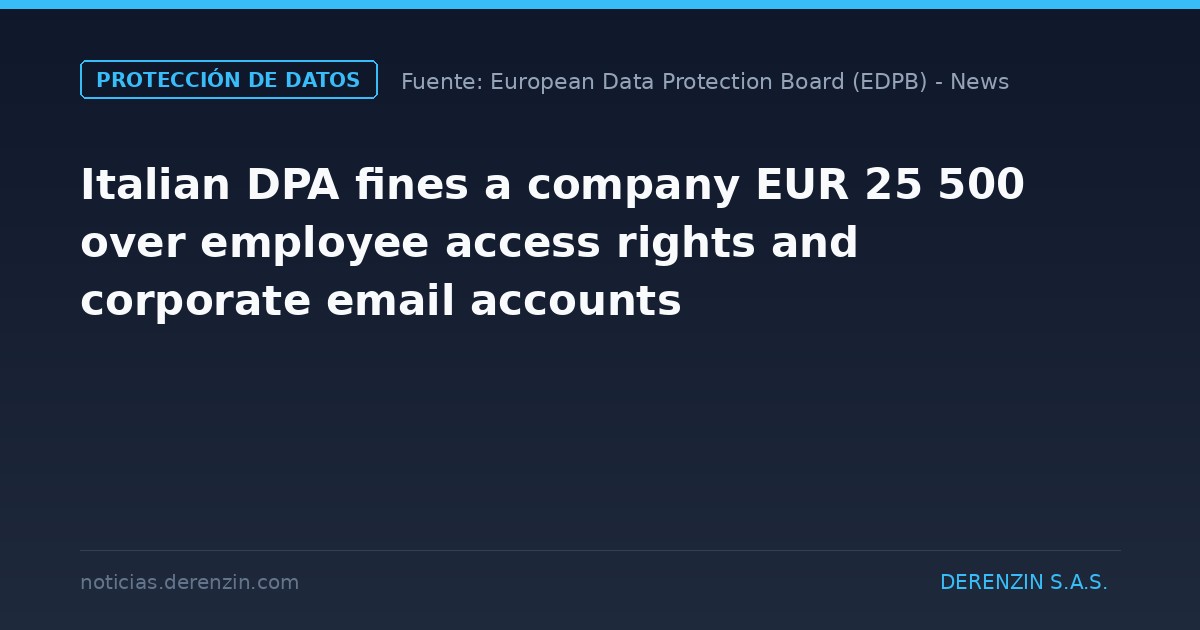 PROTECCIÓN DE DATOS
Fuente: European Data Protection Board (EDPB) - News
Italian DPA fines a company EUR 25 500
over employee access rights and
corporate email accounts
noticias.derenzin.com
DERENZIN S.A.S.